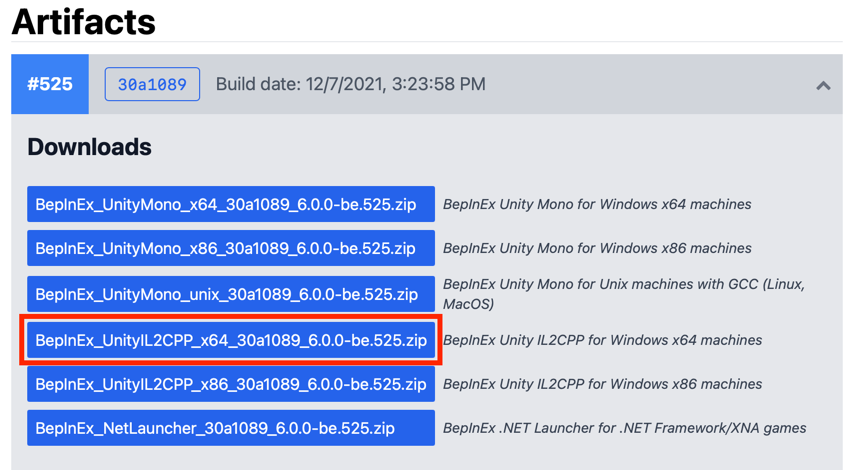 Artifacts
#525 30a1089 Build date: 12/7/2021, 3:23:58 PM
Downloads
BepInEx_UnityMono_x64_30a1089_6.0.0-be.525.zip BepInEx Unity Mono for Windows x64 machines
BepInEx_UnityMono_x86_30a1089_6.0.0-be.525.zip BepInEx Unity Mono for Windows x86 machines
BepInEx_UnityMono_unix_30a1089_6.0.0-be.525.zip BepInEx Unity Mono for Unix machines with GCC (Linux,
MacOS)
BepInEx_UnityIL2CPP_x64_30a1089_6.0.0-be.525.zip BepInEx Unity IL2CPP for Windows x64 machines
BepInEx_UnityIL2CPP_x86_30a1089_6.0.0-be.525.zip BepInEx Unity IL2CPP for Windows x86 machines
BepInEx_NetLauncher_30a1089_6.0.0-be.525.zip BepInEx .NET Launcher for .NET Framework/XNA games